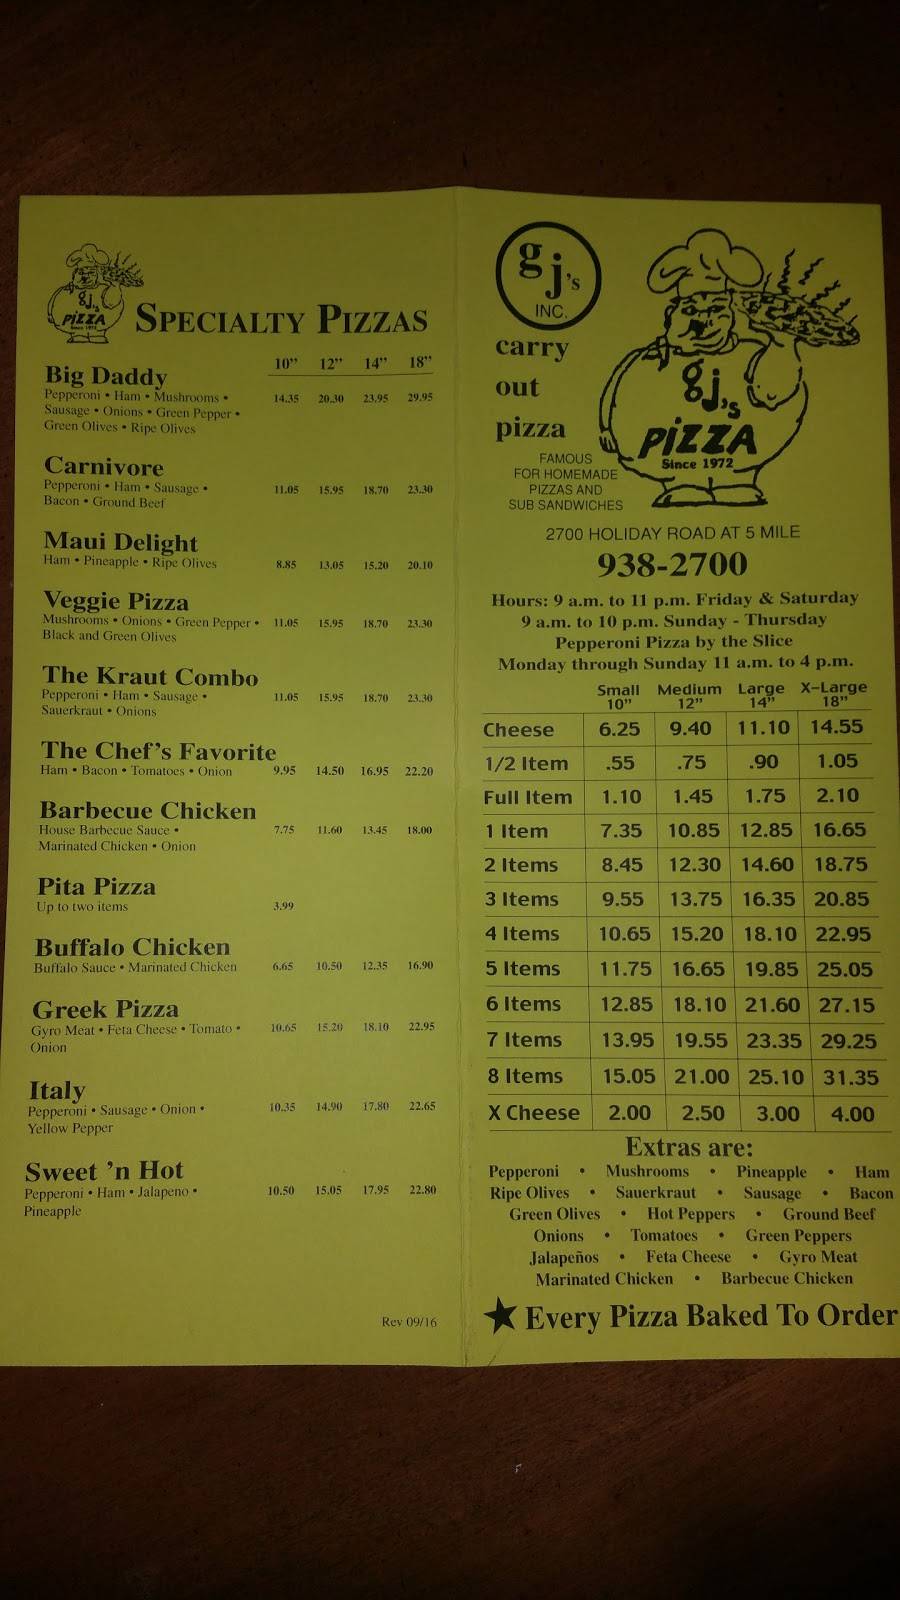 g j's PIZZA Since 1972
SPECIALTY PIZZAS
10" 12" 14" 18"
Big Daddy
Pepperoni • Ham • Mushrooms • 14.35 20.30 23.95 29.95
Sausage • Onions • Green Pepper •
Green Olives • Ripe Olives
Carnivore
Pepperoni • Ham • Sausage • 11.05 15.95 18.70 23.30
Bacon • Ground Beef
Maui Delight
Ham • Pineapple • Ripe Olives 8.85 13.05 15.20 20.10
Veggie Pizza
Mushrooms • Onions • Green Pepper • 11.05 15.95 18.70 23.30
Black and Green Olives
The Kraut Combo
Pepperoni • Ham • Sausage • 11.05 15.95 18.70 23.30
Sauerkraut • Onions
The Chef's Favorite
Ham • Bacon • Tomatoes • Onion 9.95 14.50 16.95 22.20
Barbecue Chicken
House Barbecue Sauce • 7.75 11.60 13.45 18.00
Marinated Chicken • Onion
Pita Pizza
Up to two items 3.99
Buffalo Chicken
Buffalo Sauce • Marinated Chicken 6.65 10.50 12.35 16.90
Greek Pizza
Gyro Meat • Feta Cheese • Tomato • 10.65 15.20 18.10 22.95
Onion
Italy
Pepperoni • Sausage • Onion • 10.35 14.90 17.80 22.65
Yellow Pepper
Sweet 'n Hot
Pepperoni • Ham • Jalapeno • 10.50 15.05 17.95 22.80
Pineapple
Rev 09/16
g j's
INC.
carry
out
pizza
FAMOUS
FOR HOMEMADE
PIZZAS AND
SUB SANDWICHES
g j's
PIZZA
Since 1972
2700 HOLIDAY ROAD AT 5 MILE
938-2700
Hours: 9 a.m. to 11 p.m. Friday & Saturday
9 a.m. to 10 p.m. Sunday - Thursday
Pepperoni Pizza by the Slice
Monday through Sunday 11 a.m. to 4 p.m.
Small Medium Large X-Large
10" 12" 14" 18"
Cheese 6.25 9.40 11.10 14.55
1/2 Item .55 .75 .90 1.05
Full Item 1.10 1.45 1.75 2.10
1 Item 7.35 10.85 12.85 16.65
2 Items 8.45 12.30 14.60 18.75
3 Items 9.55 13.75 16.35 20.85
4 Items 10.65 15.20 18.10 22.95
5 Items 11.75 16.65 19.85 25.05
6 Items 12.85 18.10 21.60 27.15
7 Items 13.95 19.55 23.35 29.25
8 Items 15.05 21.00 25.10 31.35
X Cheese 2.00 2.50 3.00 4.00
Extras are:
Pepperoni • Mushrooms • Pineapple • Ham
Ripe Olives • Sauerkraut • Sausage • Bacon
Green Olives • Hot Peppers • Ground Beef
Onions • Tomatoes • Green Peppers
Jalapeños • Feta Cheese • Gyro Meat
Marinated Chicken • Barbecue Chicken
★ Every Pizza Baked To Order